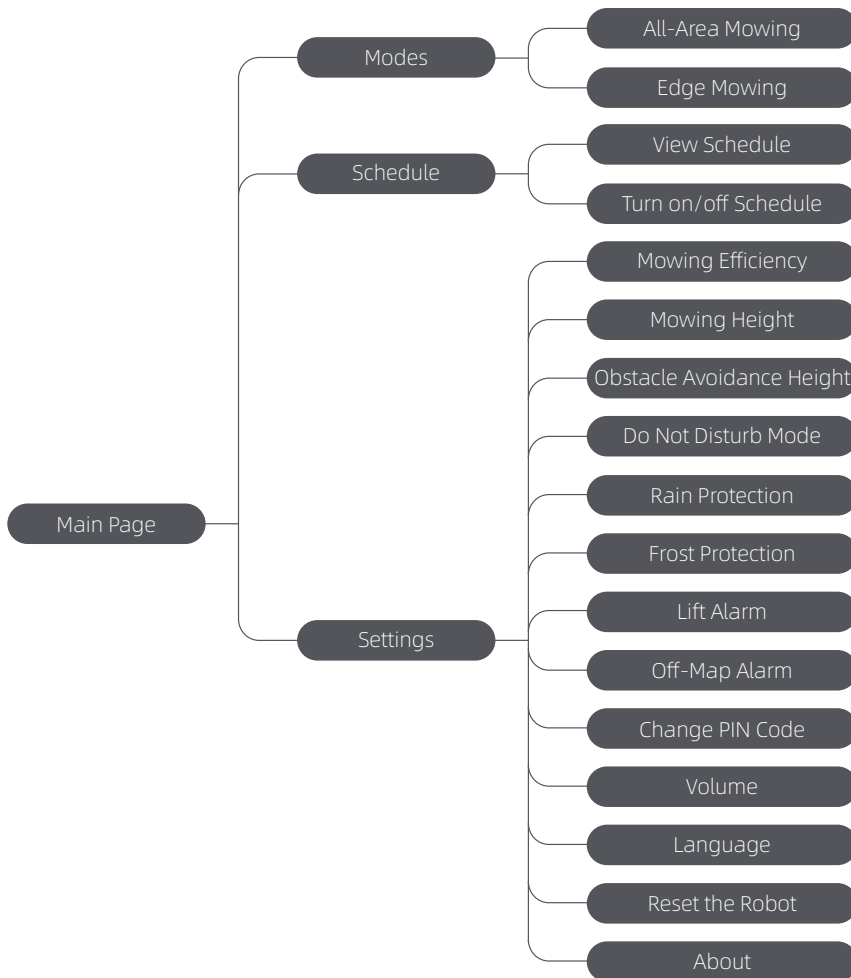 Main Page
Modes
All-Area Mowing
Edge Mowing
Schedule
View Schedule
Turn on/off Schedule
Settings
Mowing Efficiency
Mowing Height
Obstacle Avoidance Height
Do Not Disturb Mode
Rain Protection
Frost Protection
Lift Alarm
Off-Map Alarm
Change PIN Code
Volume
Language
Reset the Robot
About